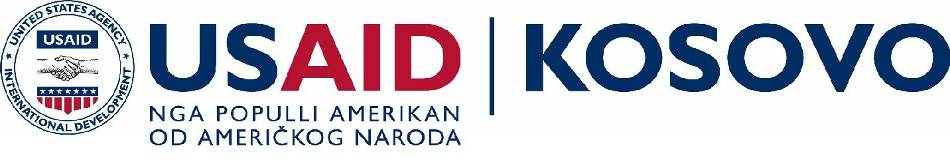 UNITED STATES AGENCY
USAID
INTERNATIONAL DEVELOPMENT
USAID
KOSOVO
NGA POPULLI AMERIKAN
OD AMERIČKOG NARODA